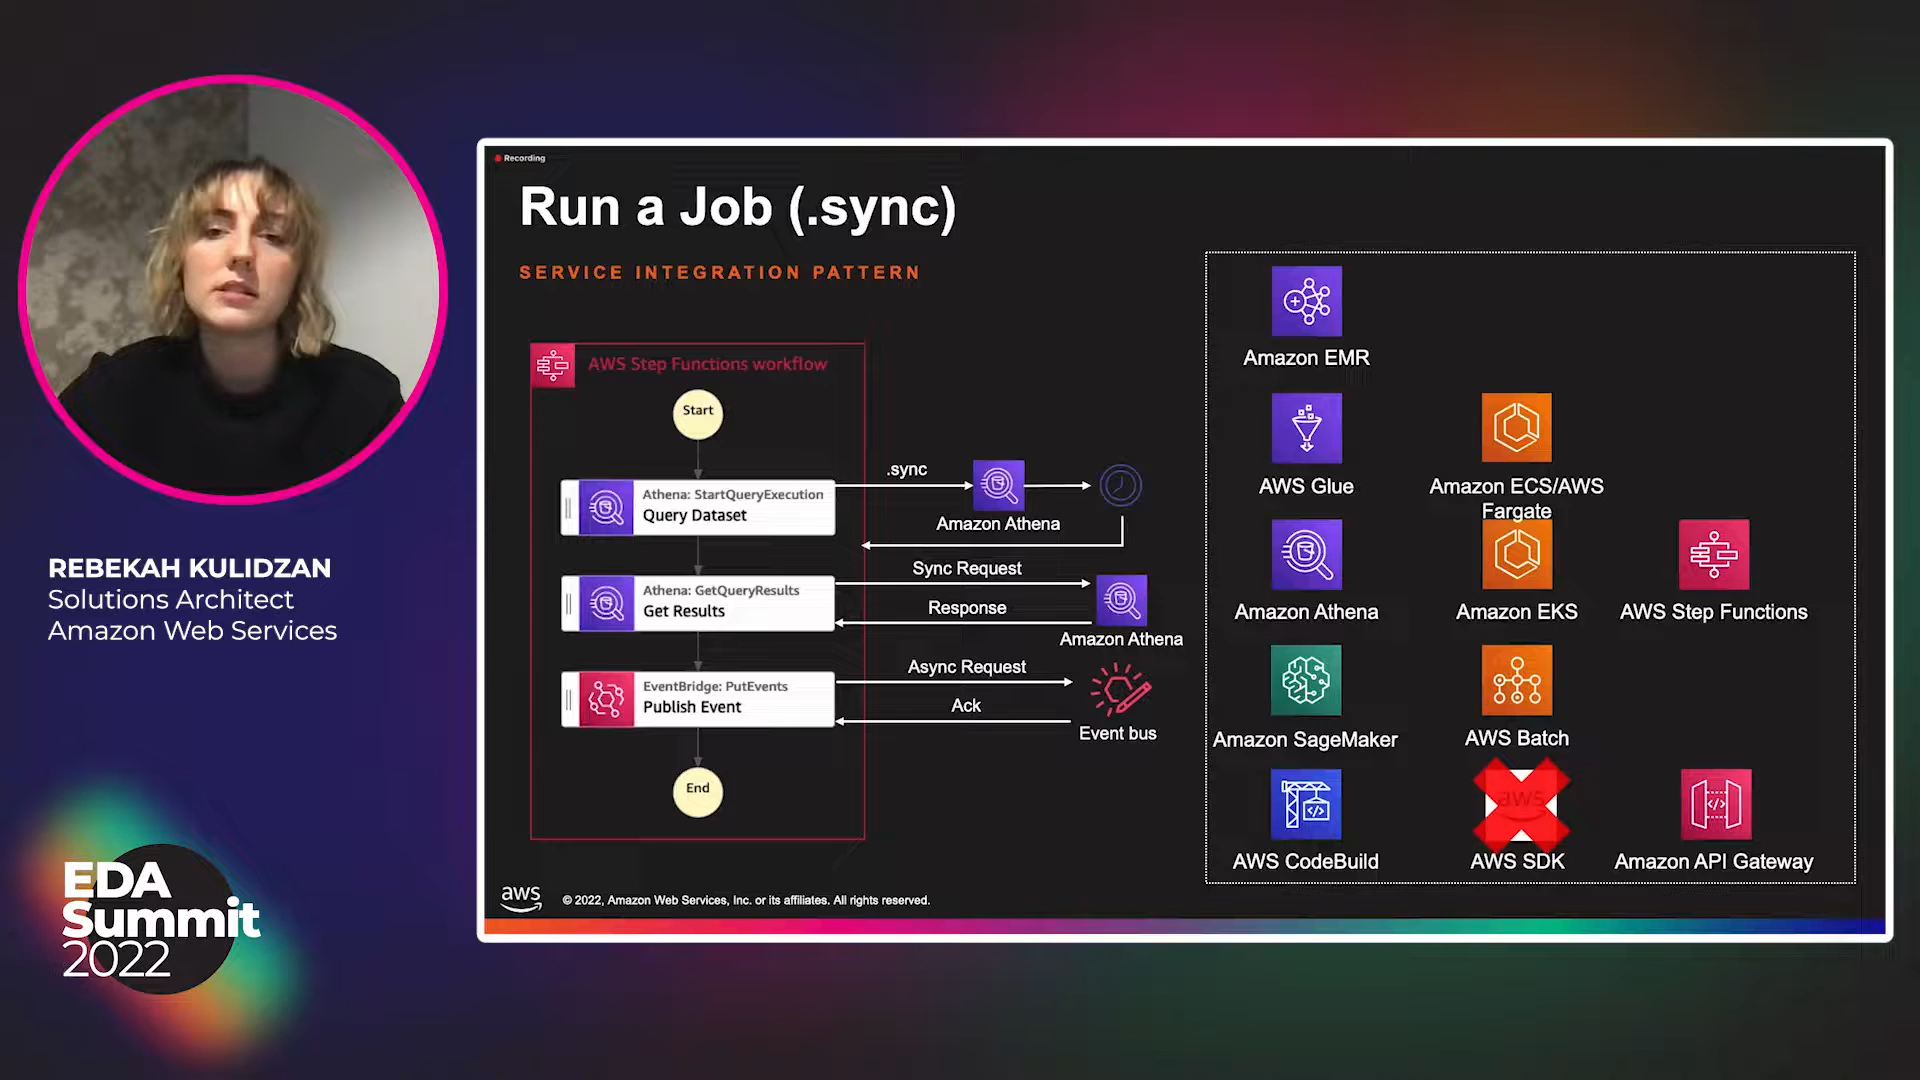 Recording
Run a Job (.sync)
SERVICE INTEGRATION PATTERN
AWS Step Functions workflow
Start
Athena: StartQueryExecution
Query Dataset
.sync
Amazon Athena
Athena: GetQueryResults
Get Results
Sync Request
Response
Amazon Athena
EventBridge: PutEvents
Publish Event
Async Request
Ack
Event bus
End
Amazon EMR
AWS Glue
Amazon ECS/AWS
Fargate
Amazon Athena
Amazon EKS
AWS Step Functions
Amazon SageMaker
AWS Batch
AWS CodeBuild
aws
AWS SDK
Amazon API Gateway
aws
© 2022, Amazon Web Services, Inc. or its affiliates. All rights reserved.
REBEKAH KULIDZAN
Solutions Architect
Amazon Web Services
EDA
Summit
2022